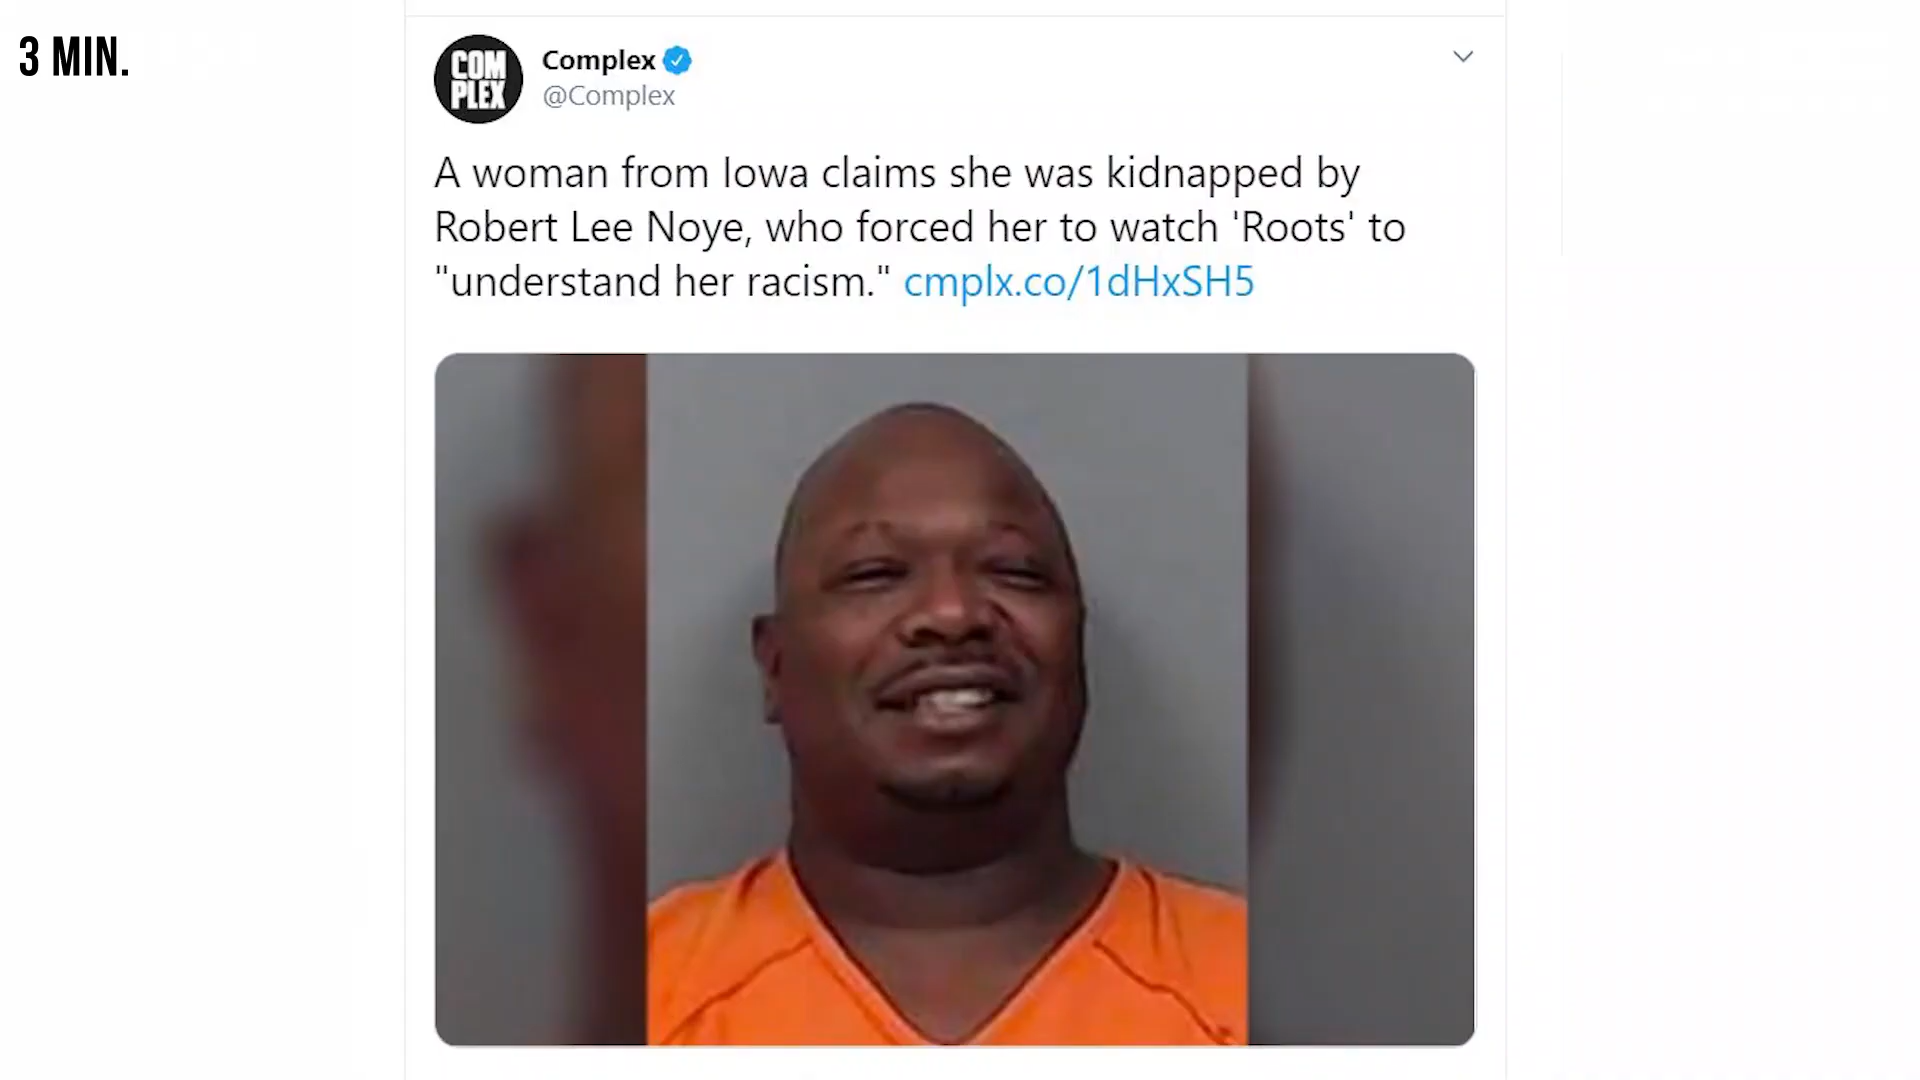 3 MIN.
COM
PLEX
Complex
@Complex
A woman from Iowa claims she was kidnapped by
Robert Lee Noye, who forced her to watch 'Roots' to
"understand her racism." cmplx.co/1dHxSH5